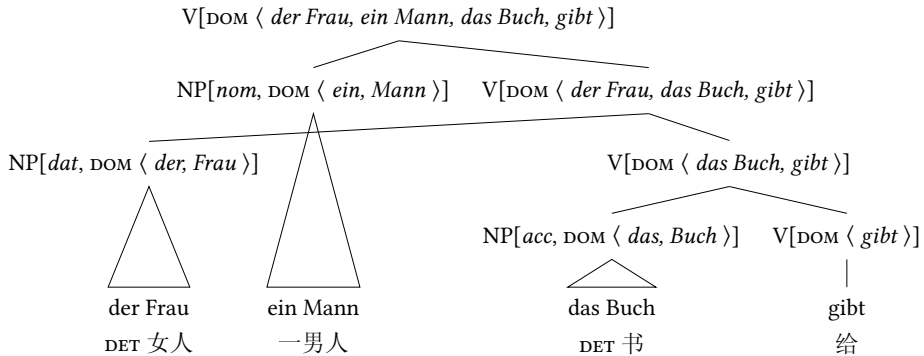 V[DOM ⟨ der Frau, ein Mann, das Buch, gibt ⟩]
NP[nom, DOM ⟨ ein, Mann ⟩] V[DOM ⟨ der Frau, das Buch, gibt ⟩]
NP[dat, DOM ⟨ der, Frau ⟩] V[DOM ⟨ das Buch, gibt ⟩]
NP[acc, DOM ⟨ das, Buch ⟩] V[DOM ⟨ gibt ⟩]
der Frau ein Mann das Buch gibt
DET 女人 一男人 DET 书 给